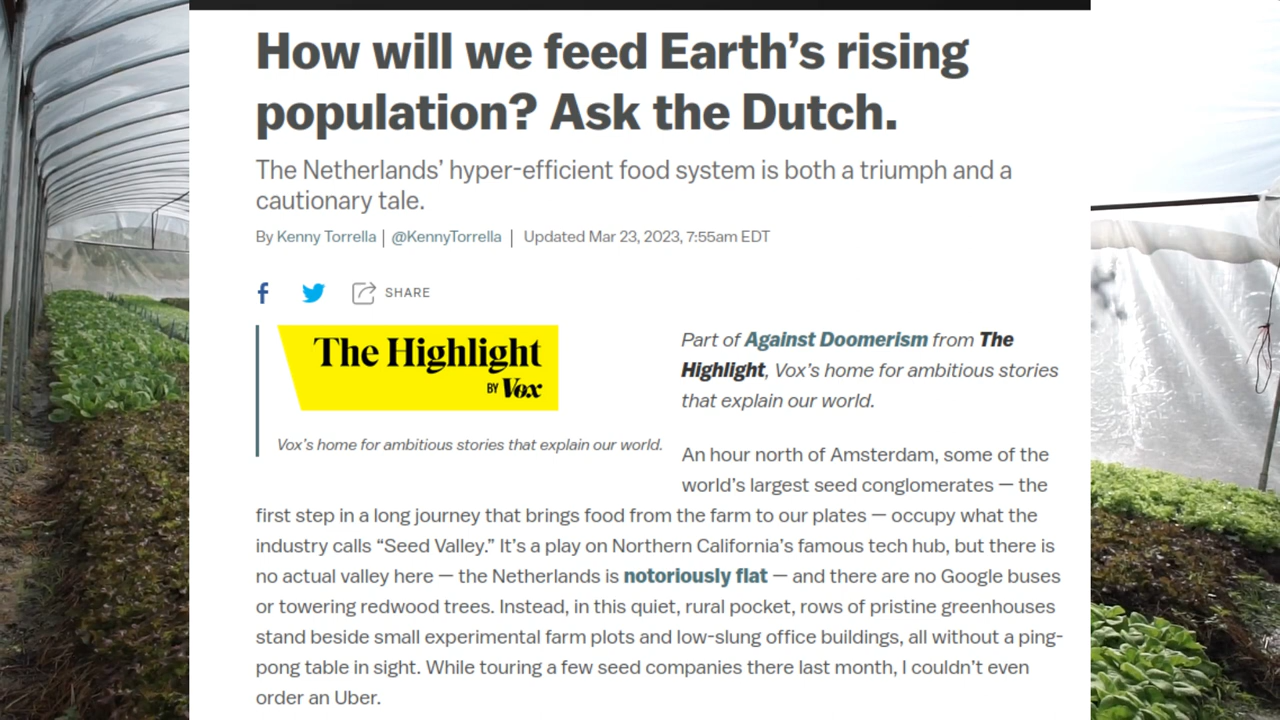 How will we feed Earth’s rising
population? Ask the Dutch.
The Netherlands’ hyper-efficient food system is both a triumph and a
cautionary tale.
By Kenny Torrella | @KennyTorrella | Updated Mar 23, 2023, 7:55am EDT
SHARE
The Highlight
BY Vox
Vox’s home for ambitious stories that explain our world.
Part of Against Doomerism from The
Highlight, Vox’s home for ambitious stories
that explain our world.
An hour north of Amsterdam, some of the
world’s largest seed conglomerates — the
first step in a long journey that brings food from the farm to our plates — occupy what the
industry calls “Seed Valley.” It’s a play on Northern California’s famous tech hub, but there is
no actual valley here — the Netherlands is notoriously flat — and there are no Google buses
or towering redwood trees. Instead, in this quiet, rural pocket, rows of pristine greenhouses
stand beside small experimental farm plots and low-slung office buildings, all without a ping-
pong table in sight. While touring a few seed companies there last month, I couldn’t even
order an Uber.